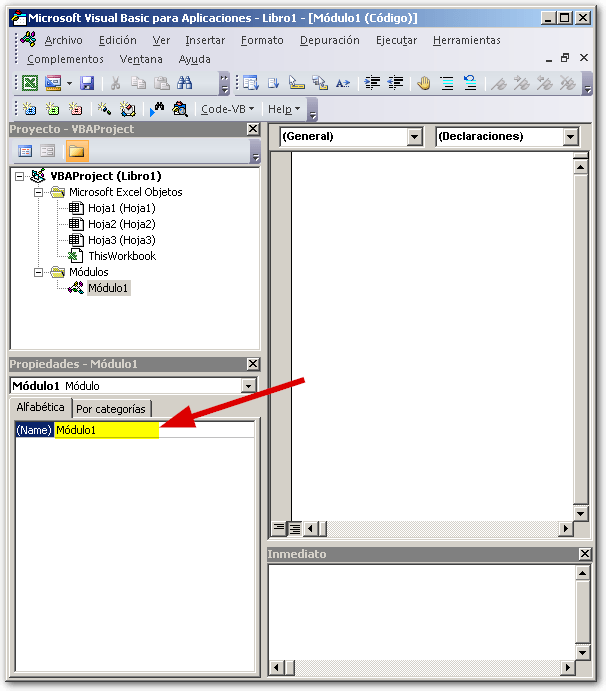 Microsoft Visual Basic para Aplicaciones - Libro1 - [Módulo1 (Código)]
Archivo Edición Ver Insertar Formato Depuración Ejecutar Herramientas
Complementos Ventana Ayuda
Code-VB Help
Proyecto - VBAProject
VBAProject (Libro1)
Microsoft Excel Objetos
Hoja1 (Hoja1)
Hoja2 (Hoja2)
Hoja3 (Hoja3)
ThisWorkbook
Módulos
Módulo1
Propiedades - Módulo1
Módulo1 Módulo
Alfabética Por categorías
(Name) Módulo1
(General) (Declaraciones)
Inmediato